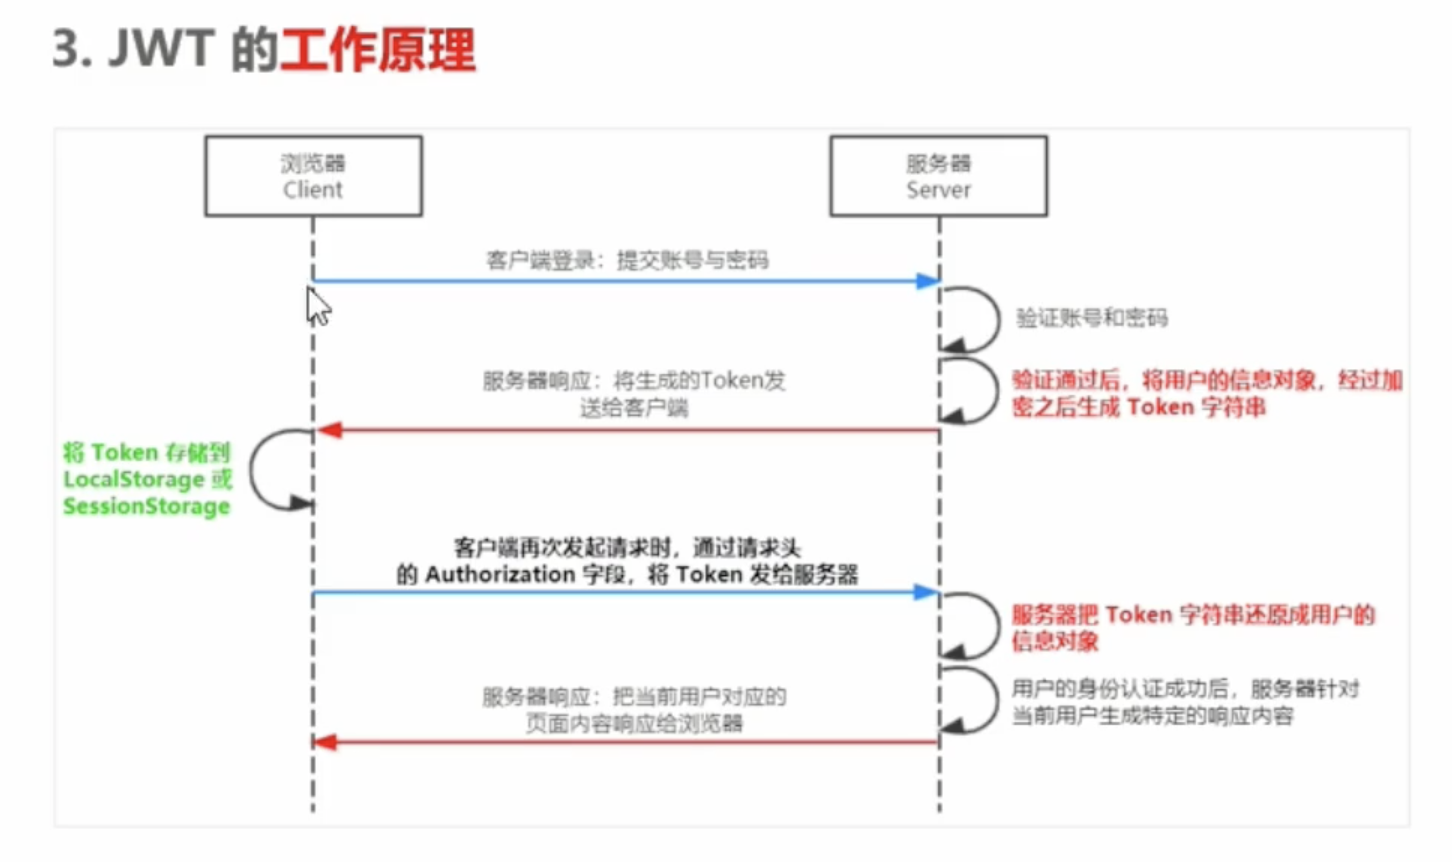 3. JWT 的工作原理
浏览器
Client
服务器
Server
客户端登录：提交账号与密码
验证账号和密码
服务器响应：将生成的Token发
送给客户端
验证通过后，将用户的信息对象，经过加
密之后生成 Token 字符串
将 Token 存储到
LocalStorage 或
SessionStorage
客户端再次发起请求时，通过请求头
的 Authorization 字段，将 Token 发给服务器
服务器把 Token 字符串还原成用户的
信息对象
服务器响应：把当前用户对应的
页面内容响应给浏览器
用户的身份认证成功后，服务器针对
当前用户生成特定的响应内容